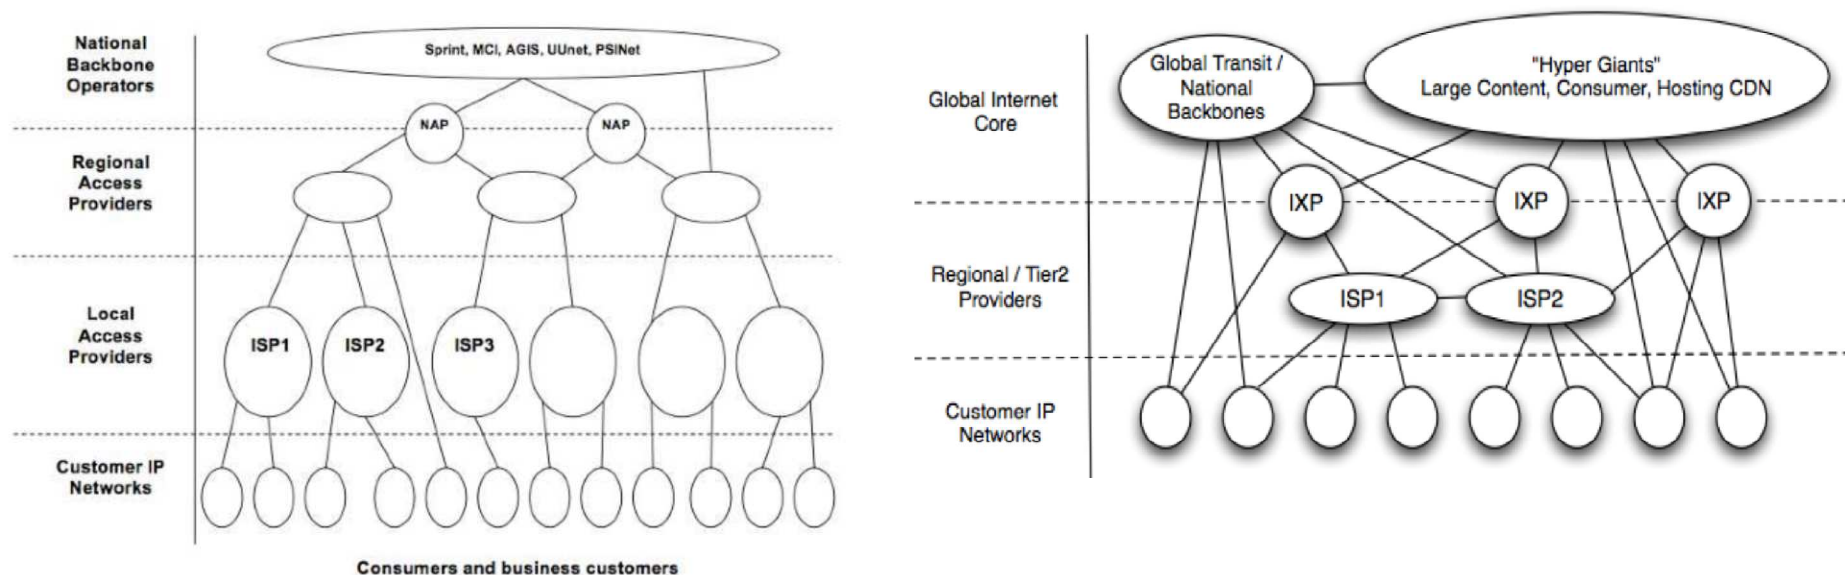 National
Backbone
Operators
Sprint, MCI, AGIS, UUnet, PSINet
NAP
NAP
Regional
Access
Providers
Local
Access
Providers
ISP1
ISP2
ISP3
Customer IP
Networks
Consumers and business customers
Global Internet
Core
Global Transit /
National
Backbones
"Hyper Giants"
Large Content, Consumer, Hosting CDN
IXP
IXP
IXP
Regional / Tier2
Providers
ISP1
ISP2
Customer IP
Networks